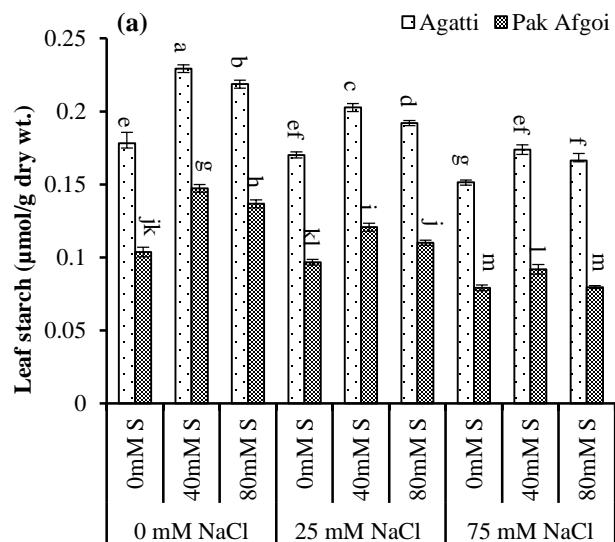 (a)
Agatti
Pak Afgoi
Leaf starch (µmol/g dry wt.)
0.25
0.2
0.15
0.1
0.05
0
e
jk
a
g
b
h
ef
kl
c
i
d
j
g
m
ef
l
f
m
0mM S
40mM S
80mM S
0mM S
40mM S
80mM S
0mM S
40mM S
80mM S
0 mM NaCl
25 mM NaCl
75 mM NaCl